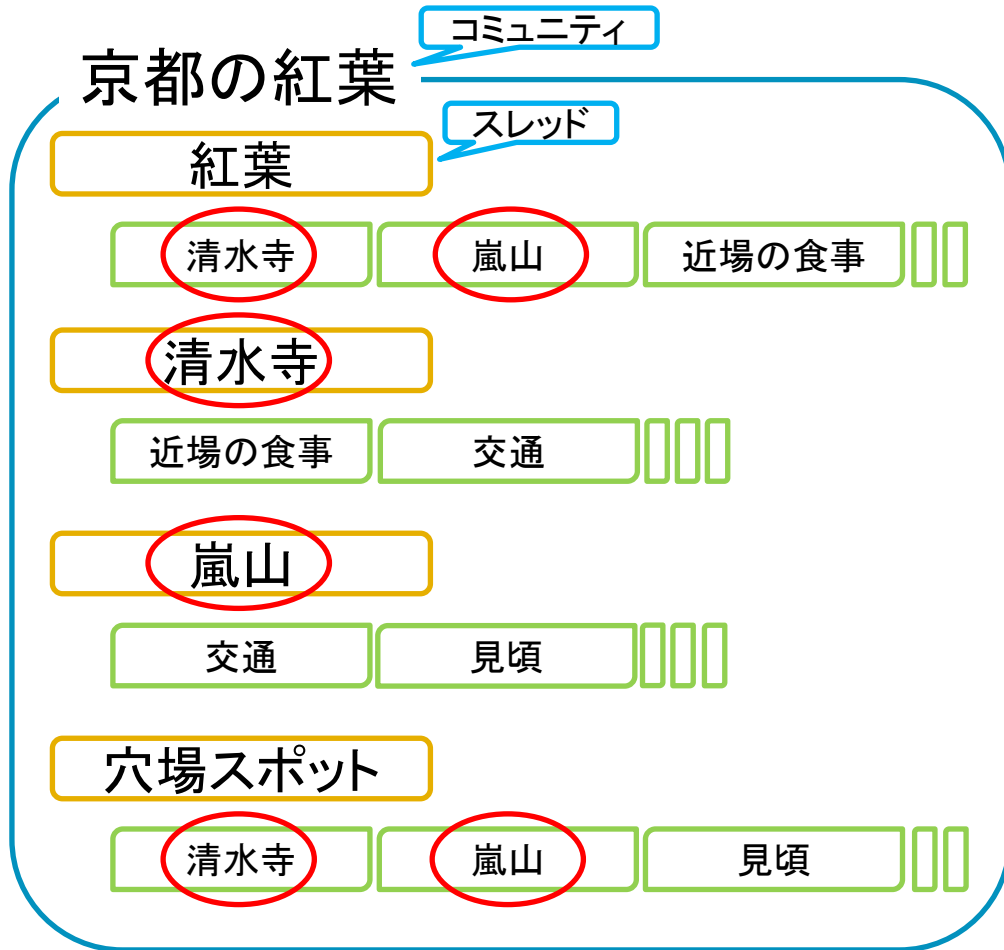 コミュニティ
京都の紅葉
スレッド
紅葉
清水寺 嵐山 近場の食事
清水寺
近場の食事 交通
嵐山
交通 見頃
穴場スポット
清水寺 嵐山 見頃